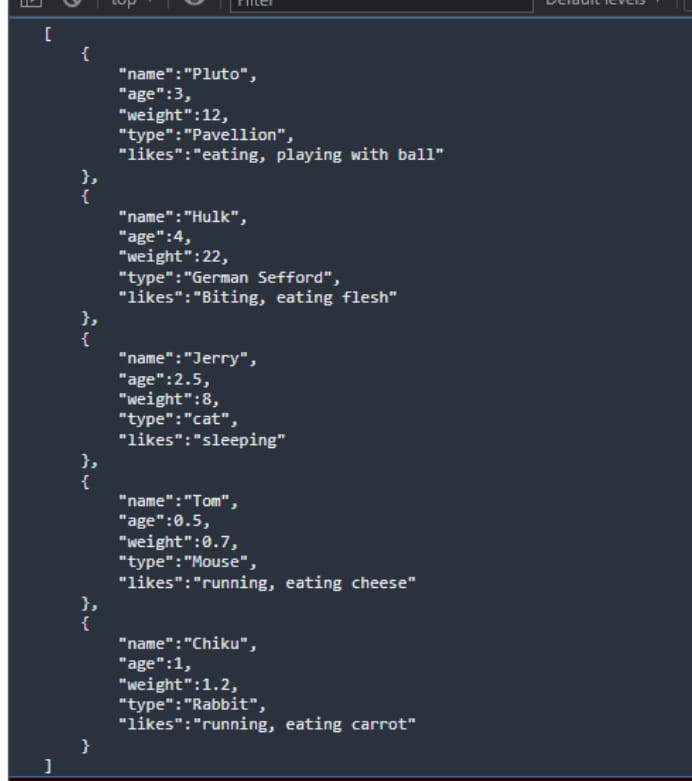 top
Filter
Default levels
[
{
"name":"Pluto",
"age":3,
"weight":12,
"type":"Pavellion",
"likes":"eating, playing with ball"
},
{
"name":"Hulk",
"age":4,
"weight":22,
"type":"German Sefford",
"likes":"Biting, eating flesh"
},
{
"name":"Jerry",
"age":2.5,
"weight":8,
"type":"cat",
"likes":"sleeping"
},
{
"name":"Tom",
"age":0.5,
"weight":0.7,
"type":"Mouse",
"likes":"running, eating cheese"
},
{
"name":"Chiku",
"age":1,
"weight":1.2,
"type":"Rabbit",
"likes":"running, eating carrot"
}
]